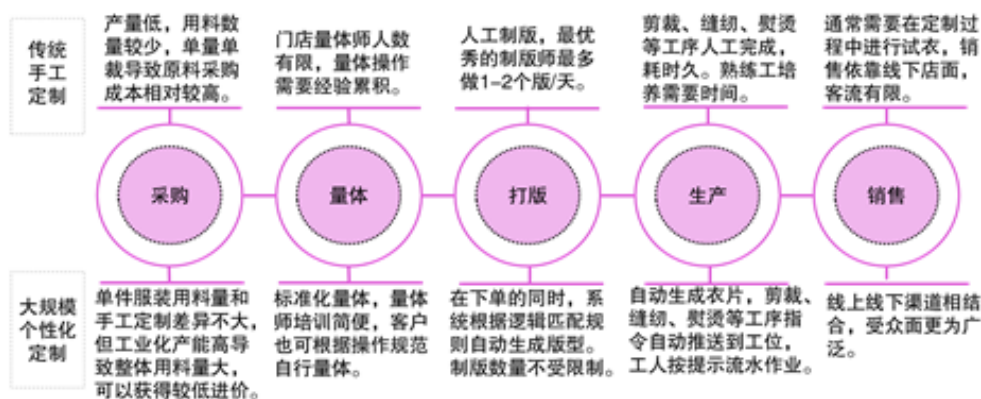 传统
手工
定制
产量低，用料数
量较少，单量单
裁导致原料采购
成本相对较高。
门店量体师人数
有限，量体操作
需要经验累积。
人工制版，最优
秀的制版师最多
做1-2个版/天。
剪裁、缝纫、熨烫
等工序人工完成，
耗时久。熟练工培
养需要时间。
通常需要在定制过
程中进行试衣，销
售依靠线下店面，
客流有限。
采购
量体
打版
生产
销售
大规模
个性化
定制
单件服装用料量和
手工定制差异不大，
但工业化产能高导
致整体用料量大，
可以获得较低进价。
标准化量体，量体
师培训简便，客户
也可根据操作规范
自行量体。
在下单的同时，系
统根据逻辑匹配规
则自动生成版型。
制版数量不受限制。
自动生成衣片，剪裁、
缝纫、熨烫等工序指
令自动推送到工位，
工人按提示流水作业。
线上线下渠道相结
合，受众面更为广
泛。